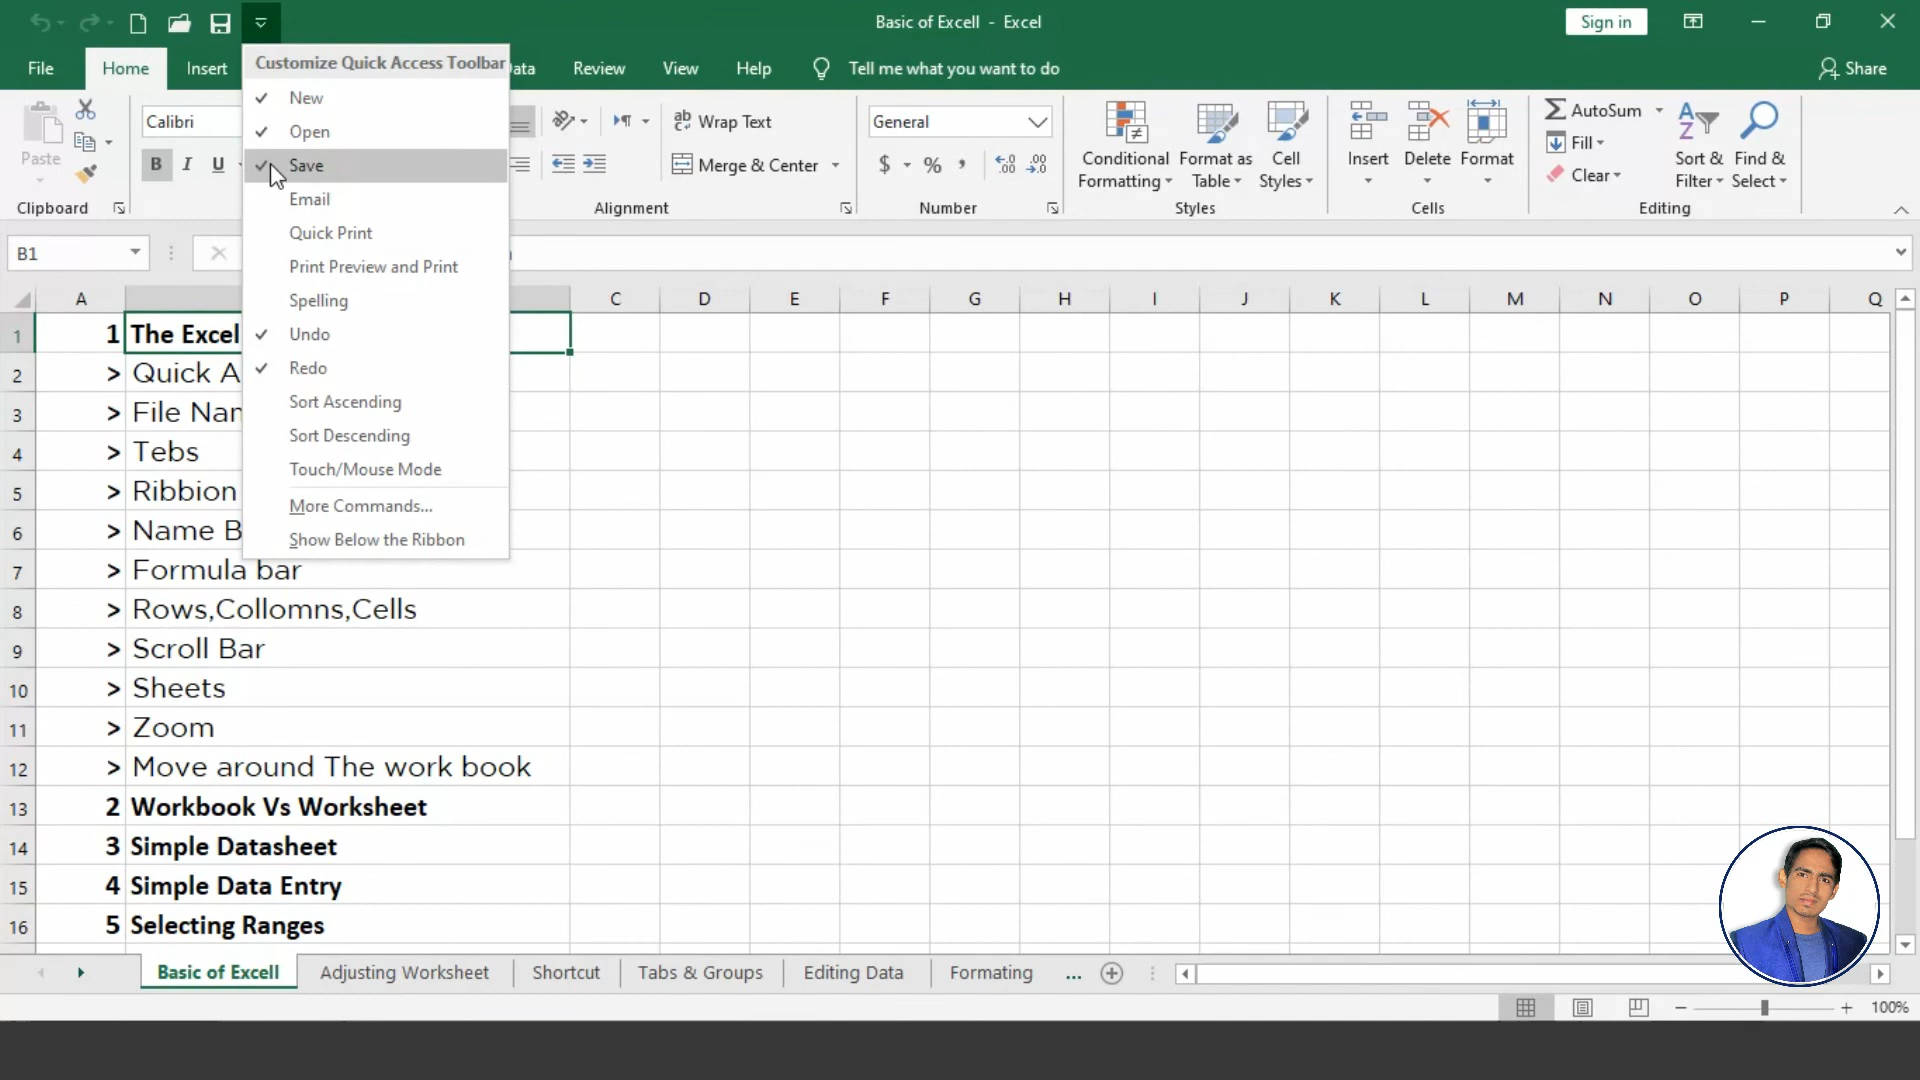 Basic of Excell - Excel
Sign in
File
Home
Insert
ata
Review
View
Help
Tell me what you want to do
Share
Customize Quick Access Toolbar
New
Open
Save
Email
Quick Print
Print Preview and Print
Spelling
Undo
Redo
Sort Ascending
Sort Descending
Touch/Mouse Mode
More Commands...
Show Below the Ribbon
Paste
Clipboard
Calibri
B I U
Wrap Text
Merge & Center
Alignment
General
$ % ,
Number
Conditional Formatting
Format as Table
Cell Styles
Styles
Insert
Delete
Format
Cells
AutoSum
Fill
Clear
Sort & Filter
Find & Select
Editing
B1
A C D E F G H I J K L M N O P Q
1 1 The Excel
2 > Quick A
3 > File Nam
4 > Tebs
5 > Ribbion
6 > Name B
7 > Formula bar
8 > Rows,Collomns,Cells
9 > Scroll Bar
10 > Sheets
11 > Zoom
12 > Move around The work book
13 2 Workbook Vs Worksheet
14 3 Simple Datasheet
15 4 Simple Data Entry
16 5 Selecting Ranges
Basic of Excell
Adjusting Worksheet
Shortcut
Tabs & Groups
Editing Data
Formating
...
100%